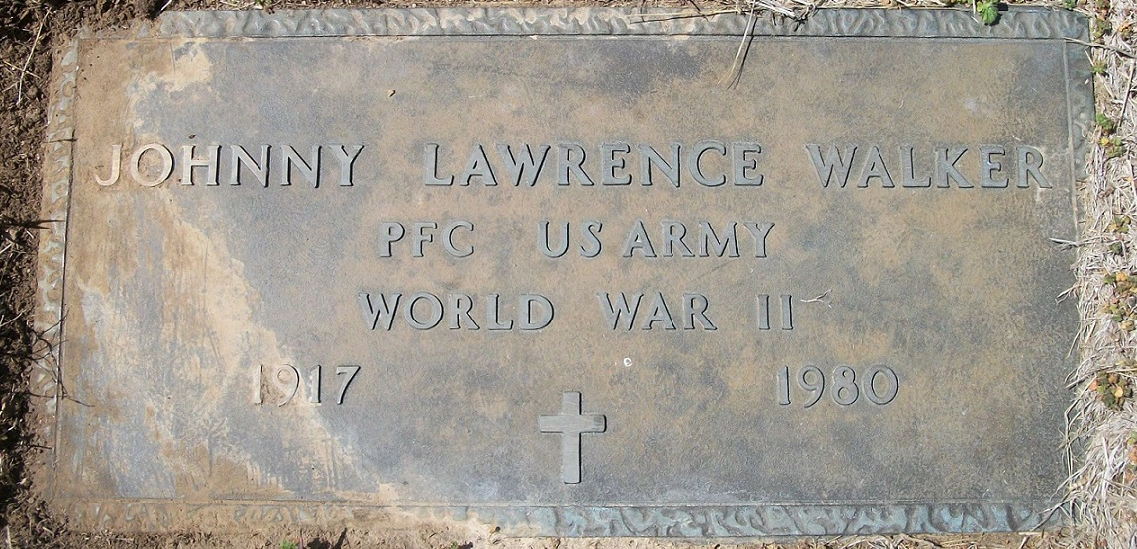 JOHNNY LAWRENCE WALKER
PFC US ARMY
WORLD WAR II
1917 1980